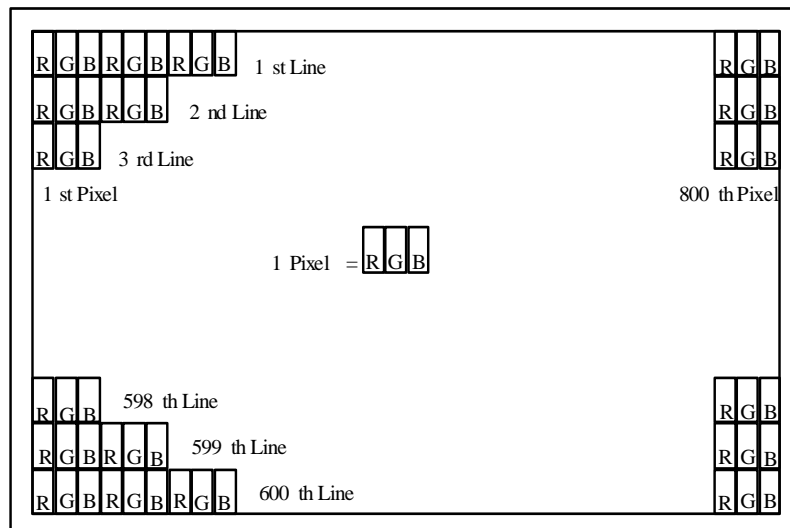 R G B R G B R G B 1 st Line R G B
R G B R G B 2 nd Line R G B
R G B 3 rd Line R G B
1 st Pixel 800 th Pixel
1 Pixel = R G B
R G B 598 th Line R G B
R G B R G B 599 th Line R G B
R G B R G B R G B 600 th Line R G B